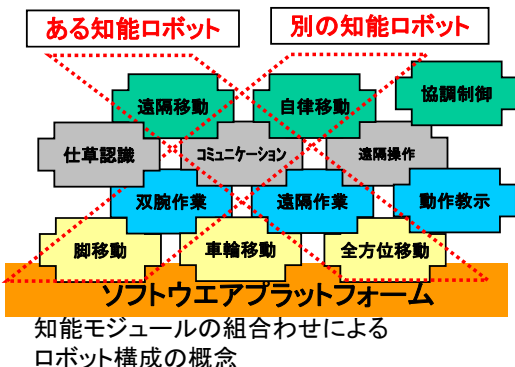 ある知能ロボット
別の知能ロボット
遠隔移動
自律移動
協調制御
仕草認識
コミュニケーション
遠隔操作
双腕作業
遠隔作業
動作教示
脚移動
車輪移動
全方位移動
ソフトウエアプラットフォーム
知能モジュールの組合わせによる
ロボット構成の概念